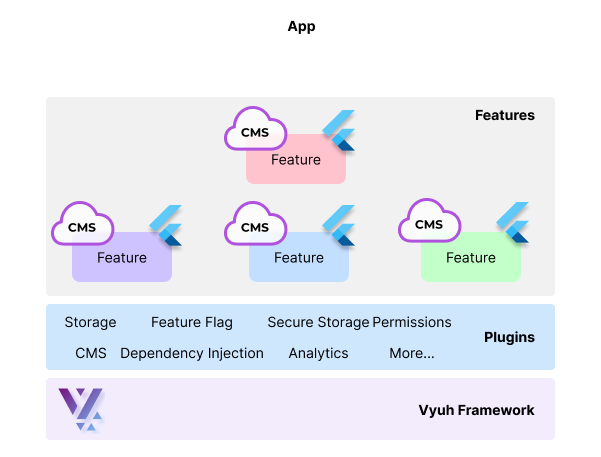 App
Features
CMS
Feature
CMS
CMS
CMS
Feature
Feature
Feature
Storage Feature Flag Secure Storage Permissions
Plugins
CMS Dependency Injection Analytics More...
Vyuh Framework